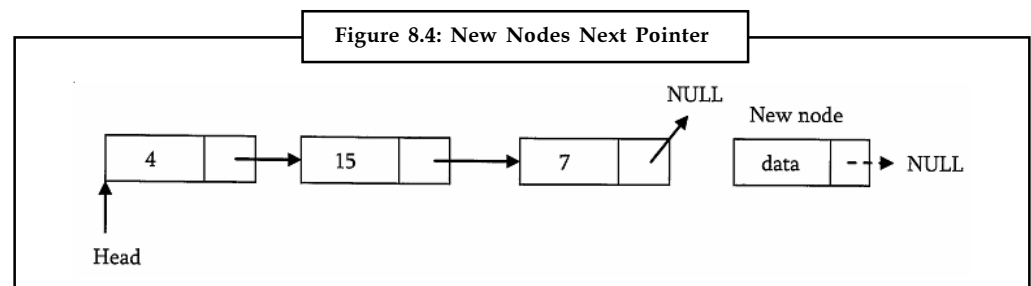 Figure 8.4: New Nodes Next Pointer
NULL
New node
4 15 7 data NULL
Head